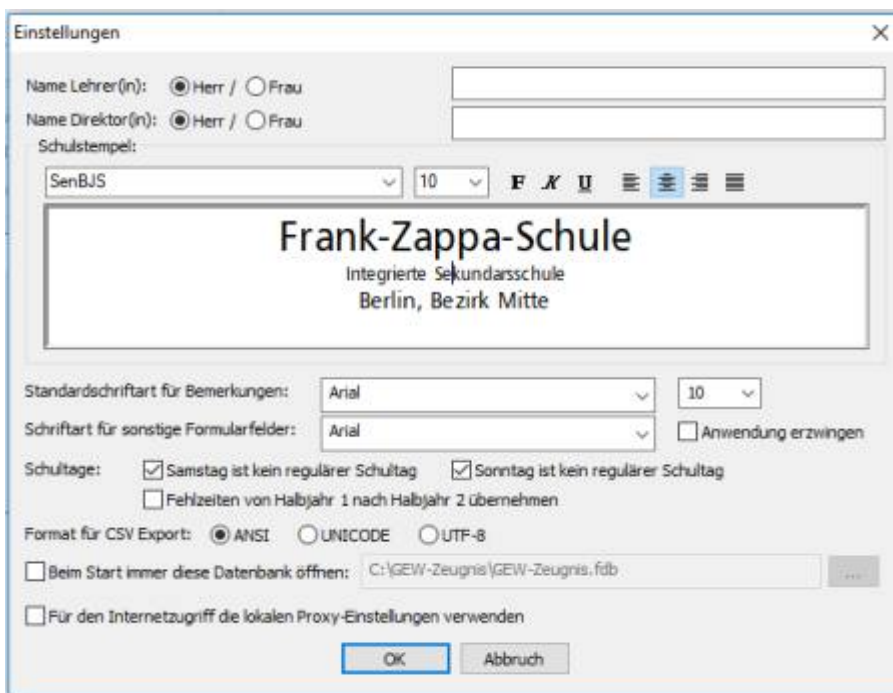 Einstellungen
Name Lehrer(in): Herr / Frau
Name Direktor(in): Herr / Frau
Schulstempel:
SenBJS 10 F K U
Frank-Zappa-Schule
Integrierte Sekundarsschule
Berlin, Bezirk Mitte
Standardschriftart für Bemerkungen: Arial 10
Schriftart für sonstige Formularfelder: Arial Anwendung erzwingen
Schultage: Samstag ist kein regulärer Schultag Sonntag ist kein regulärer Schultag
Fehlzeiten von Halbjahr 1 nach Halbjahr 2 übernehmen
Format für CSV Export: ANSI UNICODE UTF-8
Beim Start immer diese Datenbank öffnen: C:\GEW-Zeugnis\GEW-Zeugnis.fdb ...
Für den Internetzugriff die lokalen Proxy-Einstellungen verwenden
OK Abbruch